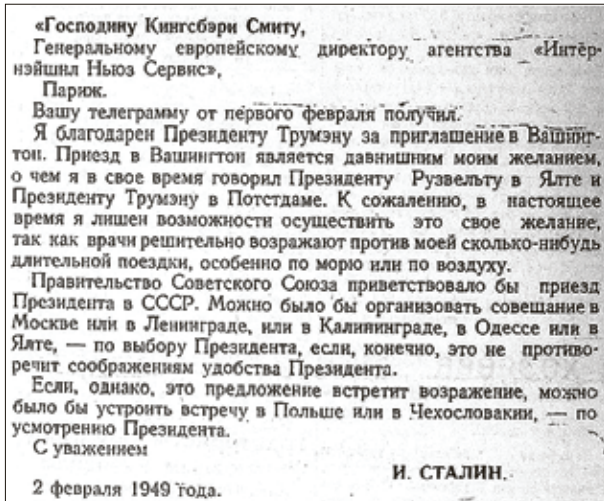 «Господину Кингсбэри Смиту,
Генеральному европейскому директору агентства «Интер-
нэйшнл Ньюз Сервис»,
Париж.
Вашу телеграмму от первого февраля получил.
Я благодарен Президенту Трумэну за приглашение в Вашинг-
тон. Приезд в Вашингтон является давнишним моим желанием,
о чем я в свое время говорил Президенту Рузвельту в Ялте и
Президенту Трумэну в Потстдаме. К сожалению, в настоящее
время я лишен возможности осуществить это свое желание,
так как врачи решительно возражают против моей сколько-нибудь
длительной поездки, особенно по морю или по воздуху.
Правительство Советского Союза приветствовало бы приезд
Президента в СССР. Можно было бы организовать совещание в
Москве или в Ленинграде, или в Калининграде, в Одессе или в
Ялте, — по выбору Президента, если, конечно, это не противо-
речит соображениям удобства Президента.
Если, однако, это предложение встретит возражение, можно
было бы устроить встречу в Польше или в Чехословакии, — по
усмотрению Президента.
С уважением
И. СТАЛИН.
2 февраля 1949 года.